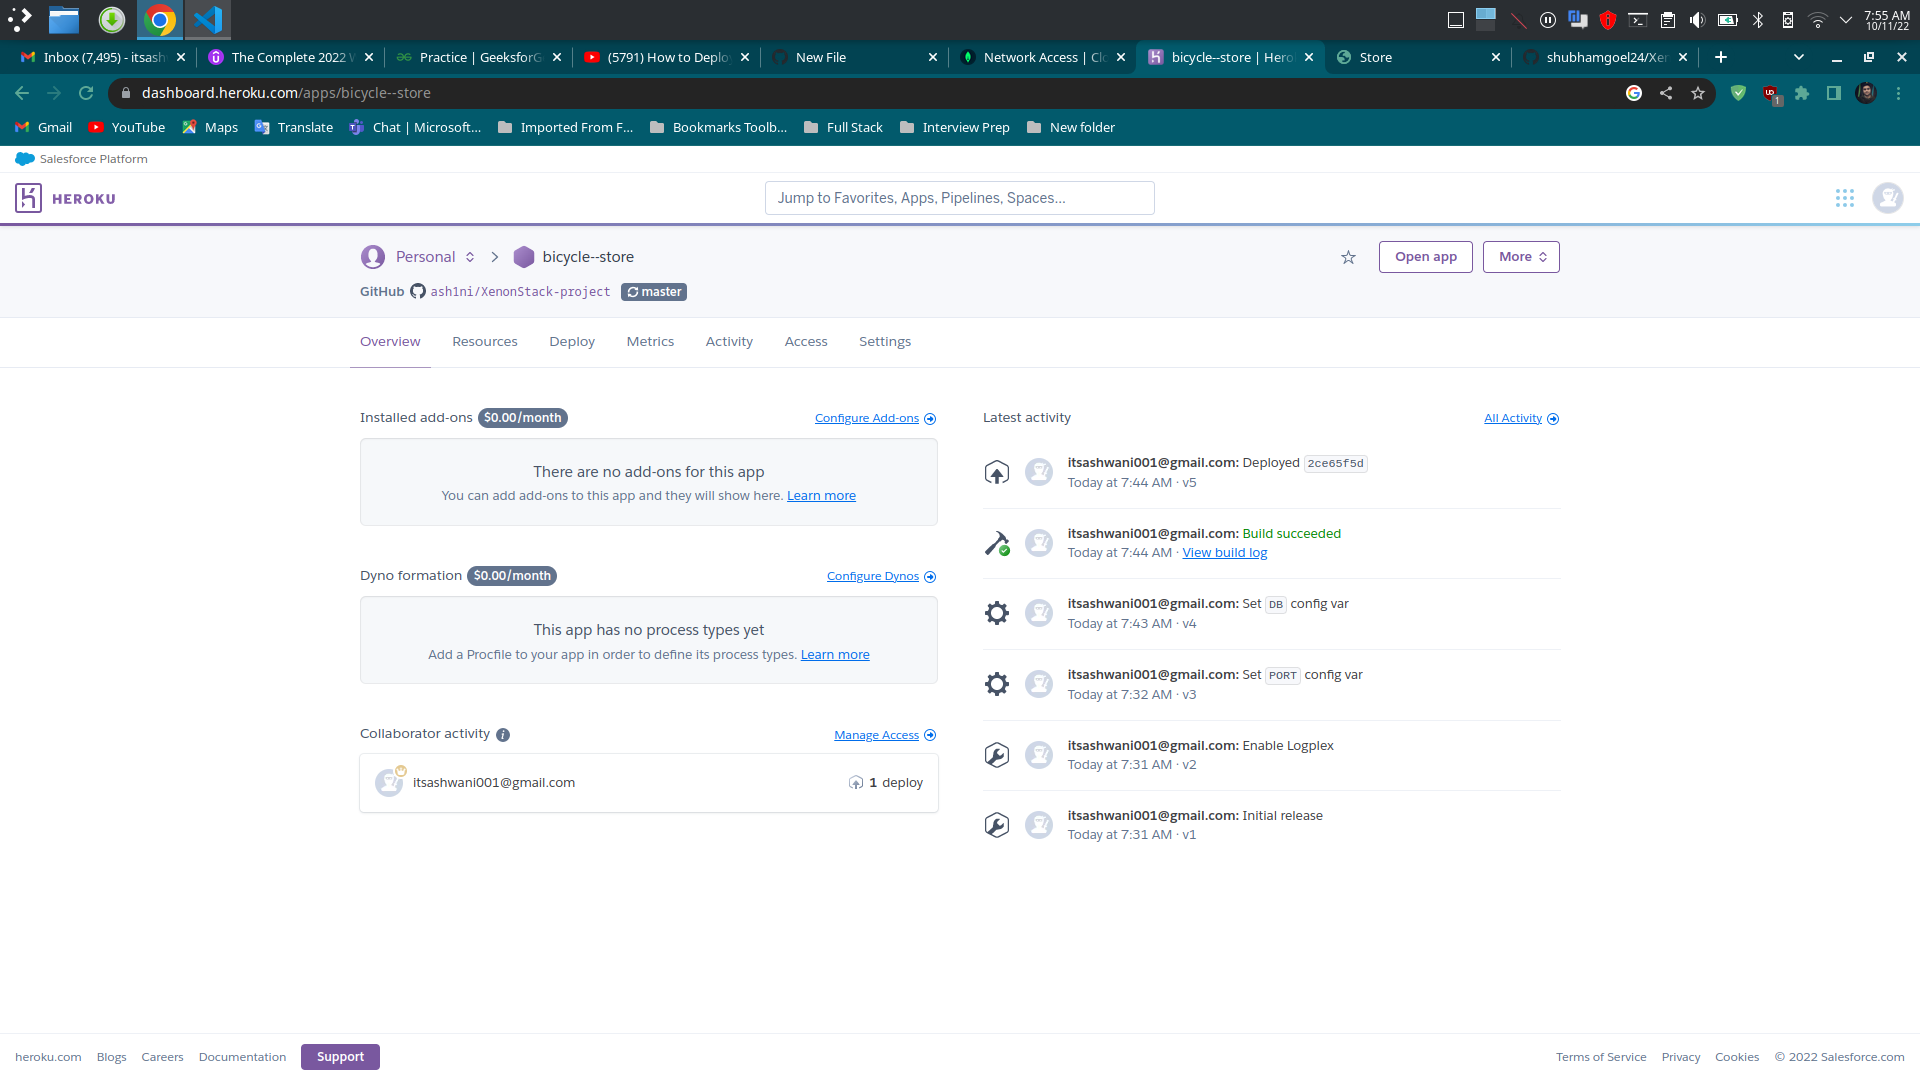 7:55 AM
10/11/22
Inbox (7,495) - itsash
The Complete 2022 W
Practice | GeeksforG
(5791) How to Deplo
New File
Network Access | Clo
bicycle--store | Hero
Store
shubhamgoel24/Xe
dashboard.heroku.com/apps/bicycle--store
Gmail
YouTube
Maps
Translate
Chat | Microsoft...
Imported From F...
Bookmarks Toolb...
Full Stack
Interview Prep
New folder
Salesforce Platform
HEROKU
Jump to Favorites, Apps, Pipelines, Spaces...
Personal
bicycle--store
Open app
More
GitHub ash1ni/XenonStack-project master
Overview
Resources
Deploy
Metrics
Activity
Access
Settings
Installed add-ons $0.00/month
Configure Add-ons
There are no add-ons for this app
You can add add-ons to this app and they will show here. Learn more
Dyno formation $0.00/month
Configure Dynos
This app has no process types yet
Add a Procfile to your app in order to define its process types. Learn more
Collaborator activity
Manage Access
itsashwani001@gmail.com
1 deploy
Latest activity
All Activity
itsashwani001@gmail.com: Deployed 2ce65f5d
Today at 7:44 AM · v5
itsashwani001@gmail.com: Build succeeded
Today at 7:44 AM · View build log
itsashwani001@gmail.com: Set DB config var
Today at 7:43 AM · v4
itsashwani001@gmail.com: Set PORT config var
Today at 7:32 AM · v3
itsashwani001@gmail.com: Enable Logplex
Today at 7:31 AM · v2
itsashwani001@gmail.com: Initial release
Today at 7:31 AM · v1
heroku.com
Blogs
Careers
Documentation
Support
Terms of Service
Privacy
Cookies
© 2022 Salesforce.com